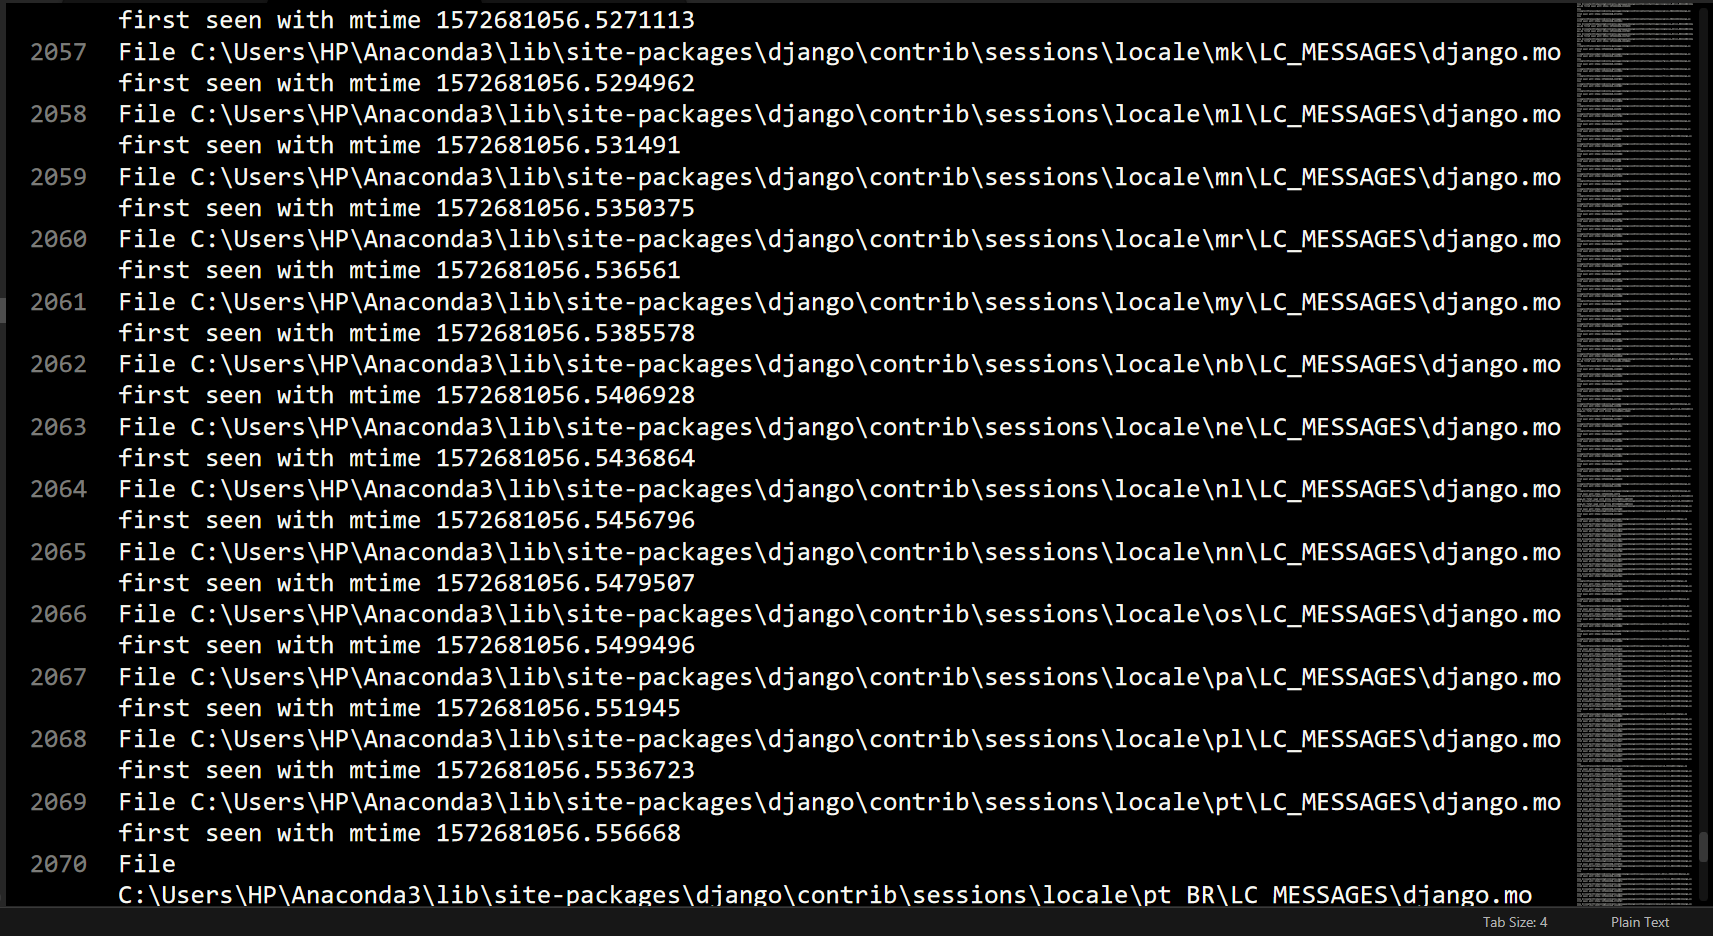 first seen with mtime 1572681056.5271113
2057 File C:\Users\HP\Anaconda3\lib\site-packages\django\contrib\sessions\locale\mk\LC_MESSAGES\django.mo
first seen with mtime 1572681056.5294962
2058 File C:\Users\HP\Anaconda3\lib\site-packages\django\contrib\sessions\locale\ml\LC_MESSAGES\django.mo
first seen with mtime 1572681056.531491
2059 File C:\Users\HP\Anaconda3\lib\site-packages\django\contrib\sessions\locale\mn\LC_MESSAGES\django.mo
first seen with mtime 1572681056.5350375
2060 File C:\Users\HP\Anaconda3\lib\site-packages\django\contrib\sessions\locale\mr\LC_MESSAGES\django.mo
first seen with mtime 1572681056.536561
2061 File C:\Users\HP\Anaconda3\lib\site-packages\django\contrib\sessions\locale\my\LC_MESSAGES\django.mo
first seen with mtime 1572681056.5385578
2062 File C:\Users\HP\Anaconda3\lib\site-packages\django\contrib\sessions\locale\nb\LC_MESSAGES\django.mo
first seen with mtime 1572681056.5406928
2063 File C:\Users\HP\Anaconda3\lib\site-packages\django\contrib\sessions\locale\ne\LC_MESSAGES\django.mo
first seen with mtime 1572681056.5436864
2064 File C:\Users\HP\Anaconda3\lib\site-packages\django\contrib\sessions\locale\nl\LC_MESSAGES\django.mo
first seen with mtime 1572681056.5456796
2065 File C:\Users\HP\Anaconda3\lib\site-packages\django\contrib\sessions\locale\nn\LC_MESSAGES\django.mo
first seen with mtime 1572681056.5479507
2066 File C:\Users\HP\Anaconda3\lib\site-packages\django\contrib\sessions\locale\os\LC_MESSAGES\django.mo
first seen with mtime 1572681056.5499496
2067 File C:\Users\HP\Anaconda3\lib\site-packages\django\contrib\sessions\locale\pa\LC_MESSAGES\django.mo
first seen with mtime 1572681056.551945
2068 File C:\Users\HP\Anaconda3\lib\site-packages\django\contrib\sessions\locale\pl\LC_MESSAGES\django.mo
first seen with mtime 1572681056.5536723
2069 File C:\Users\HP\Anaconda3\lib\site-packages\django\contrib\sessions\locale\pt\LC_MESSAGES\django.mo
first seen with mtime 1572681056.556668
2070 File
C:\Users\HP\Anaconda3\lib\site-packages\django\contrib\sessions\locale\pt_BR\LC_MESSAGES\django.mo
Tab Size: 4 Plain Text